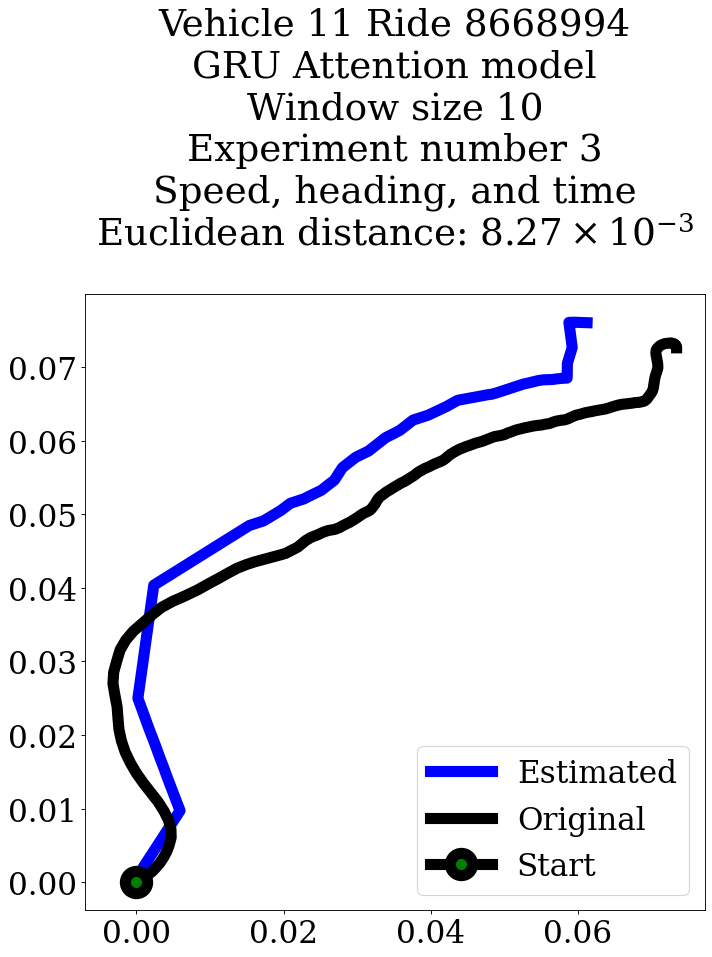 Vehicle 11 Ride 8668994
GRU Attention model
Window size 10
Experiment number 3
Speed, heading, and time
Euclidean distance: 8.27 × 10⁻³
0.07
0.06
0.05
0.04
0.03
0.02
0.01
0.00
Estimated
Original
Start
0.00 0.02 0.04 0.06